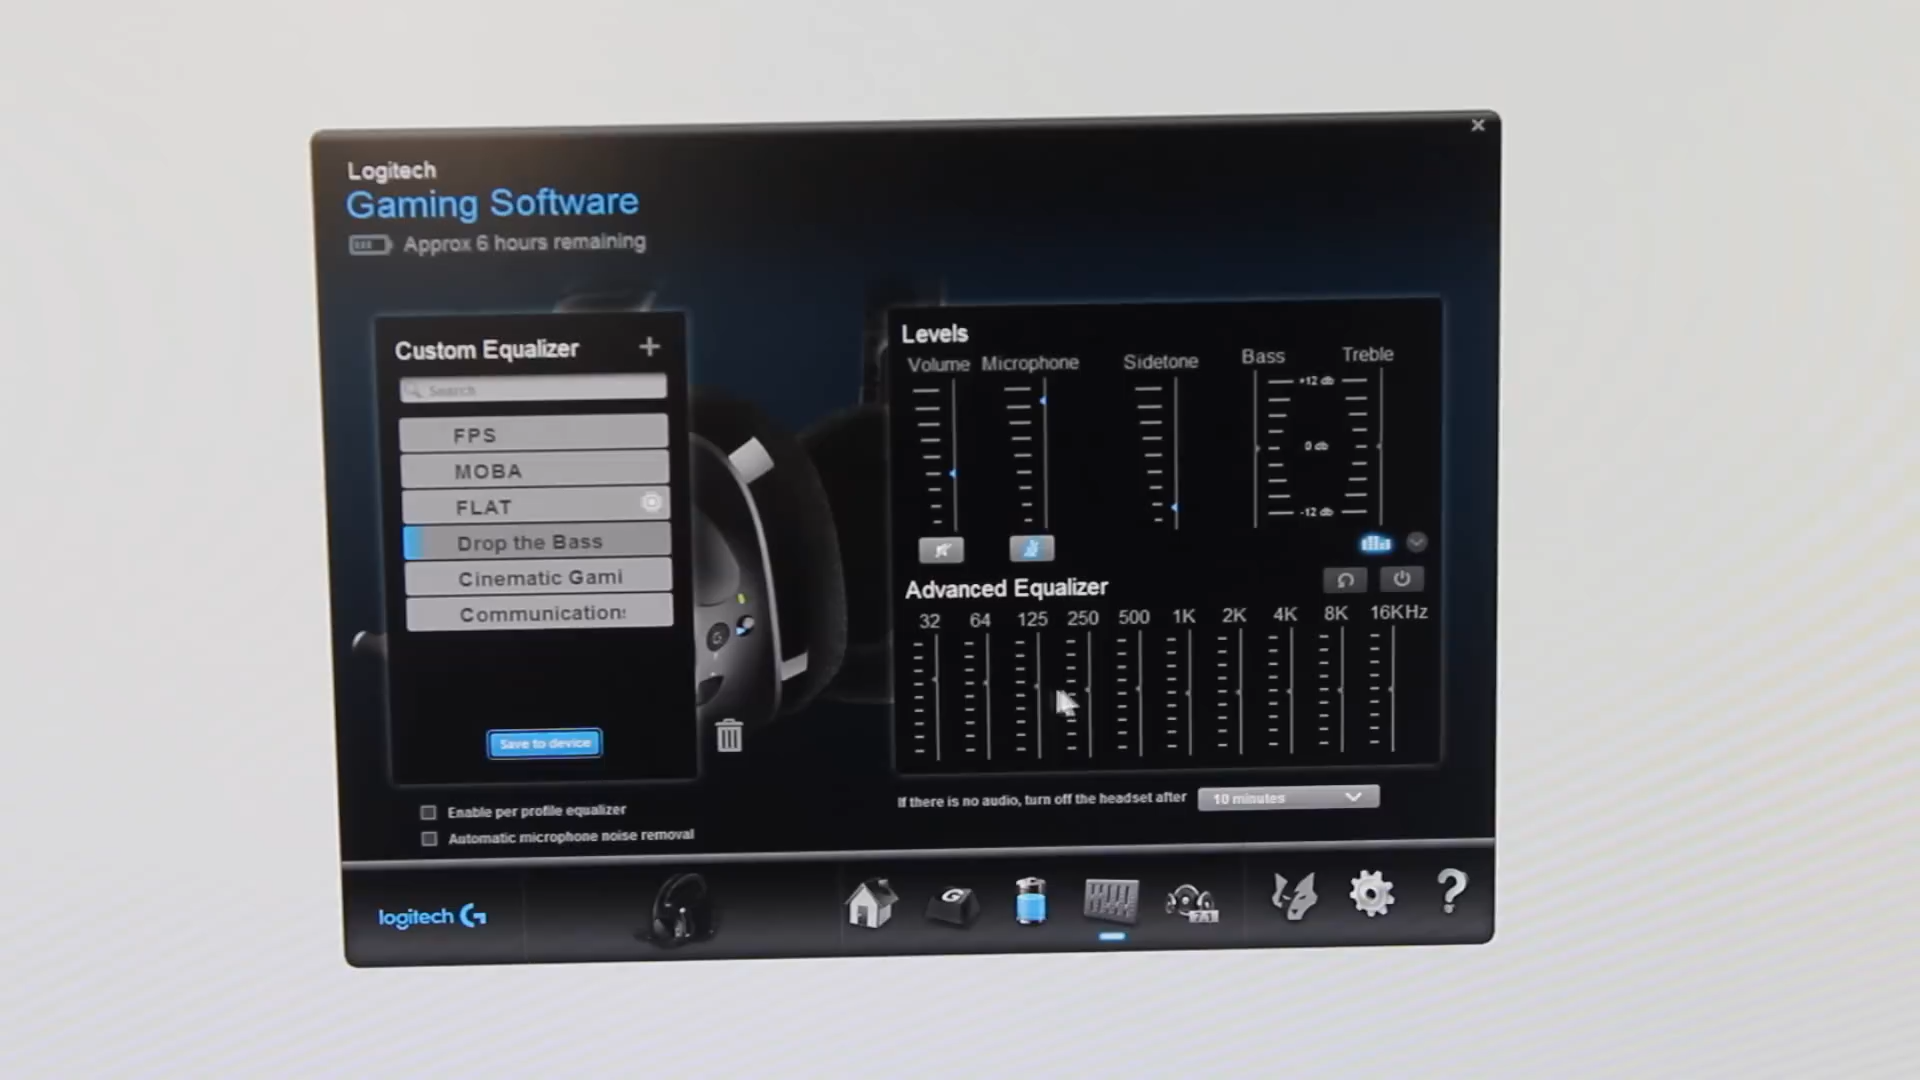 Logitech
Gaming Software
Approx 6 hours remaining
Custom Equalizer +
Search
FPS
MOBA
FLAT
Drop the Bass
Cinematic Gami
Communication
Save to device
Enable per profile equalizer
Automatic microphone noise removal
Levels
Volume Microphone Sidetone Bass Treble
+12 db
0 db
-12 db
Advanced Equalizer
32 64 125 250 500 1K 2K 4K 8K 16KHz
If there is no audio, turn off the headset after 10 minutes
logitech G
G
7.1
?